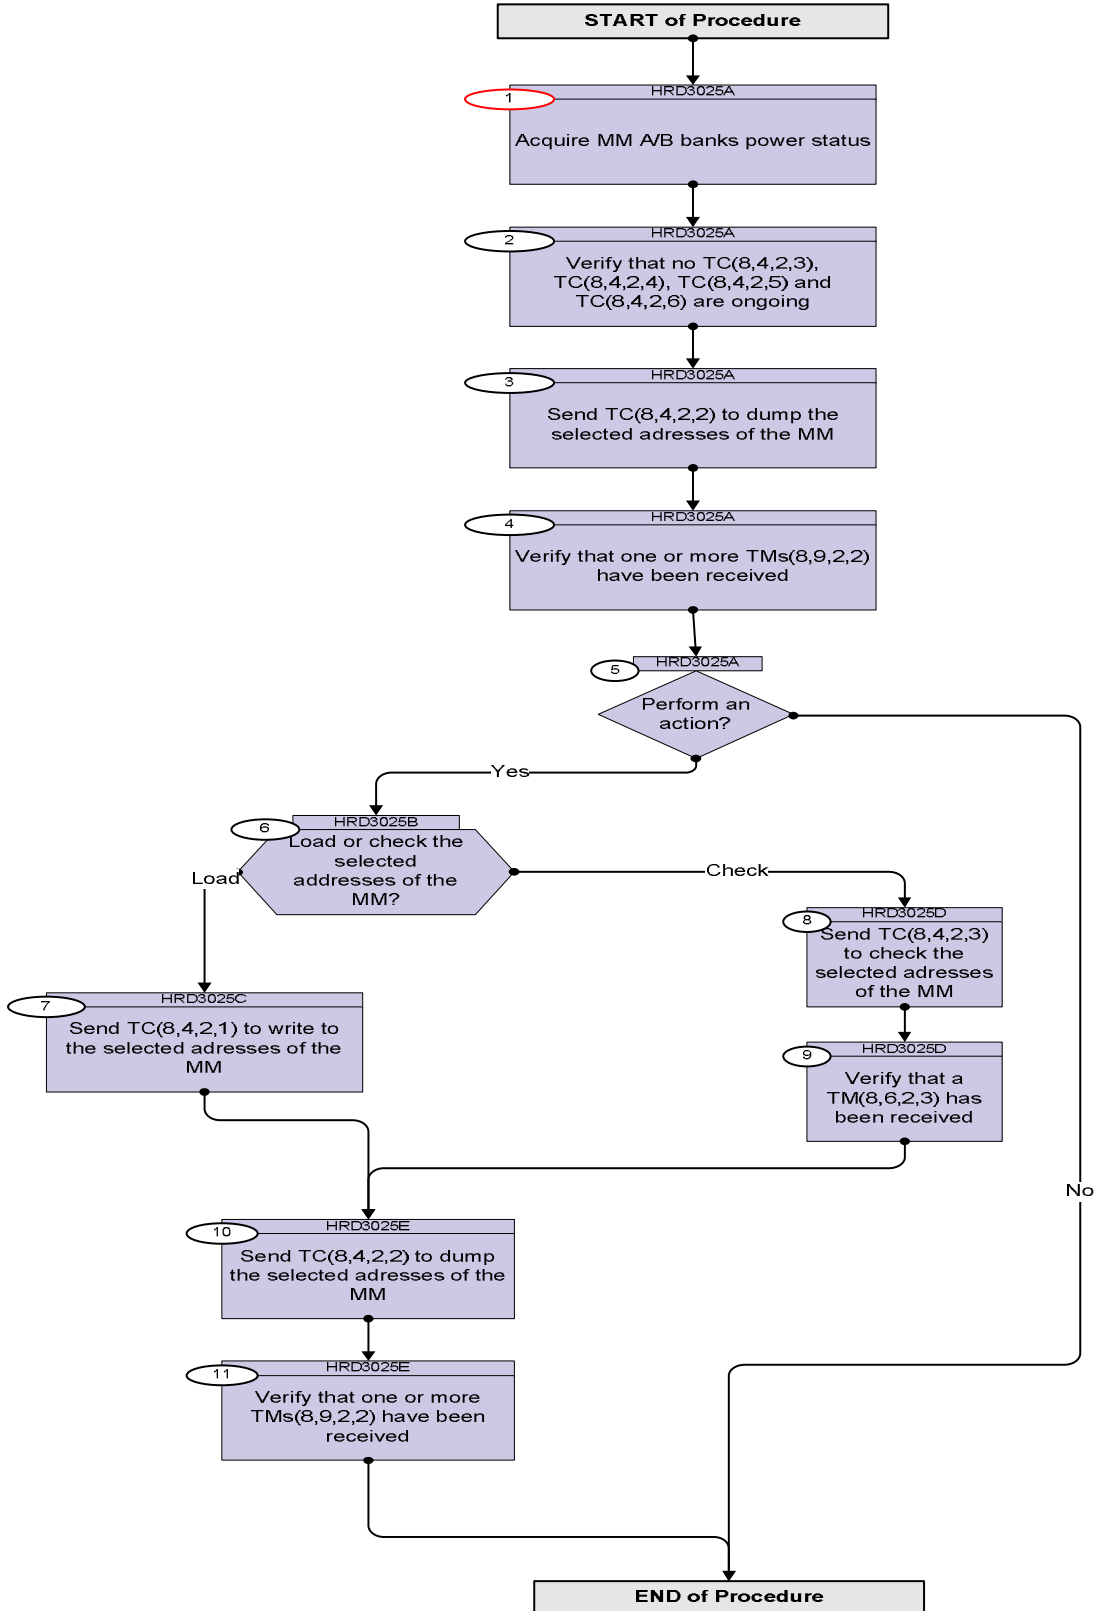 START of Procedure
HRD3025A
1
Acquire MM A/B banks power status
HRD3025A
2
Verify that no TC(8,4,2,3),
TC(8,4,2,4), TC(8,4,2,5) and
TC(8,4,2,6) are ongoing
HRD3025A
3
Send TC(8,4,2,2) to dump the
selected adresses of the MM
HRD3025A
4
Verify that one or more TMs(8,9,2,2)
have been received
HRD3025A
5
Perform an
action?
Yes
HRD3025B
6
Load or check the
selected
addresses of the
MM?
Load
Check
HRD3025D
8
Send TC(8,4,2,3)
to check the
selected adresses
of the MM
HRD3025C
7
Send TC(8,4,2,1) to write to
the selected adresses of the
MM
HRD3025D
9
Verify that a
TM(8,6,2,3) has
been received
No
HRD3025E
10
Send TC(8,4,2,2) to dump
the selected adresses of the
MM
HRD3025E
11
Verify that one or more
TMs(8,9,2,2) have been
received
END of Procedure